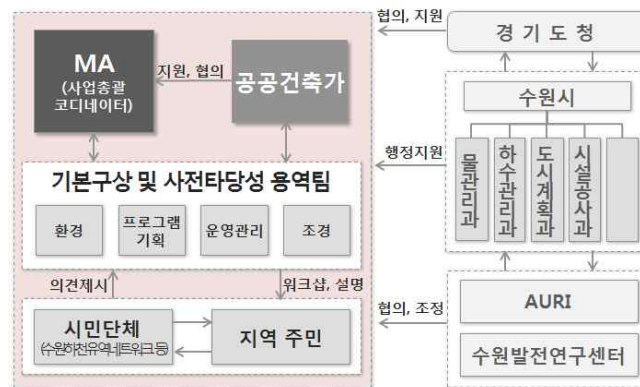 협의, 지원
경 기 도 청
MA
(사업총괄
코디네이터)
지원, 협의
공공건축가
수원시
행정지원
물관리과
하수관리과
도시계획과
시설공사과
기본구상 및 사전타당성 용역팀
환경
프로그램
기획
운영관리
조경
의견제시
워크샵, 설명
시민단체
(수원하천유역네트워크 등)
지역 주민
협의, 조정
AURI
수원발전연구센터